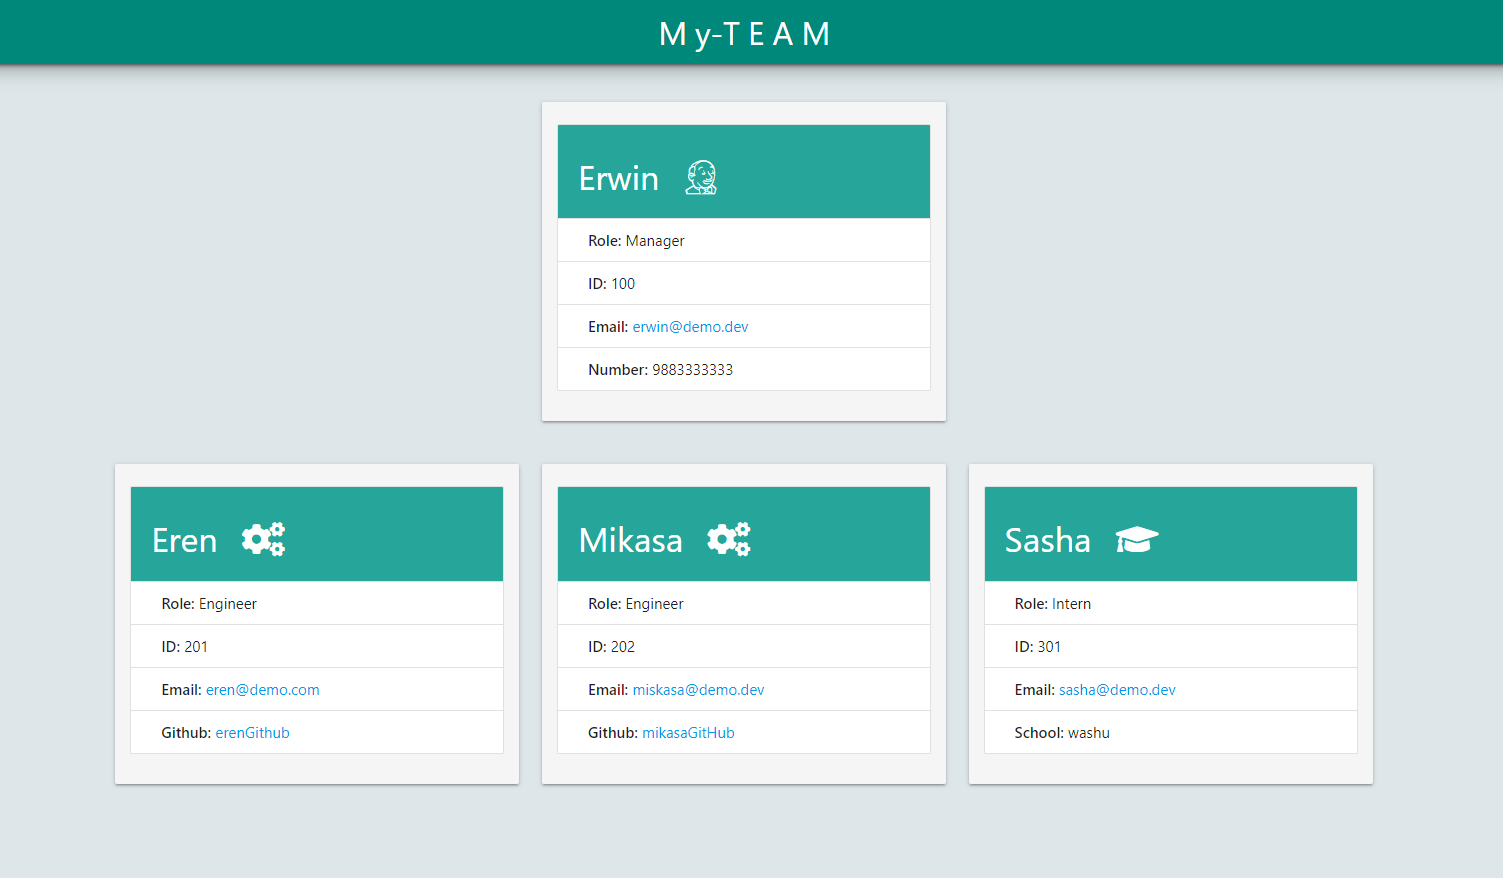 My-TEAM
Erwin
Role: Manager
ID: 100
Email: erwin@demo.dev
Number: 9883333333
Eren
Role: Engineer
ID: 201
Email: eren@demo.com
Github: erenGithub
Mikasa
Role: Engineer
ID: 202
Email: miskasa@demo.dev
Github: mikasaGitHub
Sasha
Role: Intern
ID: 301
Email: sasha@demo.dev
School: washu